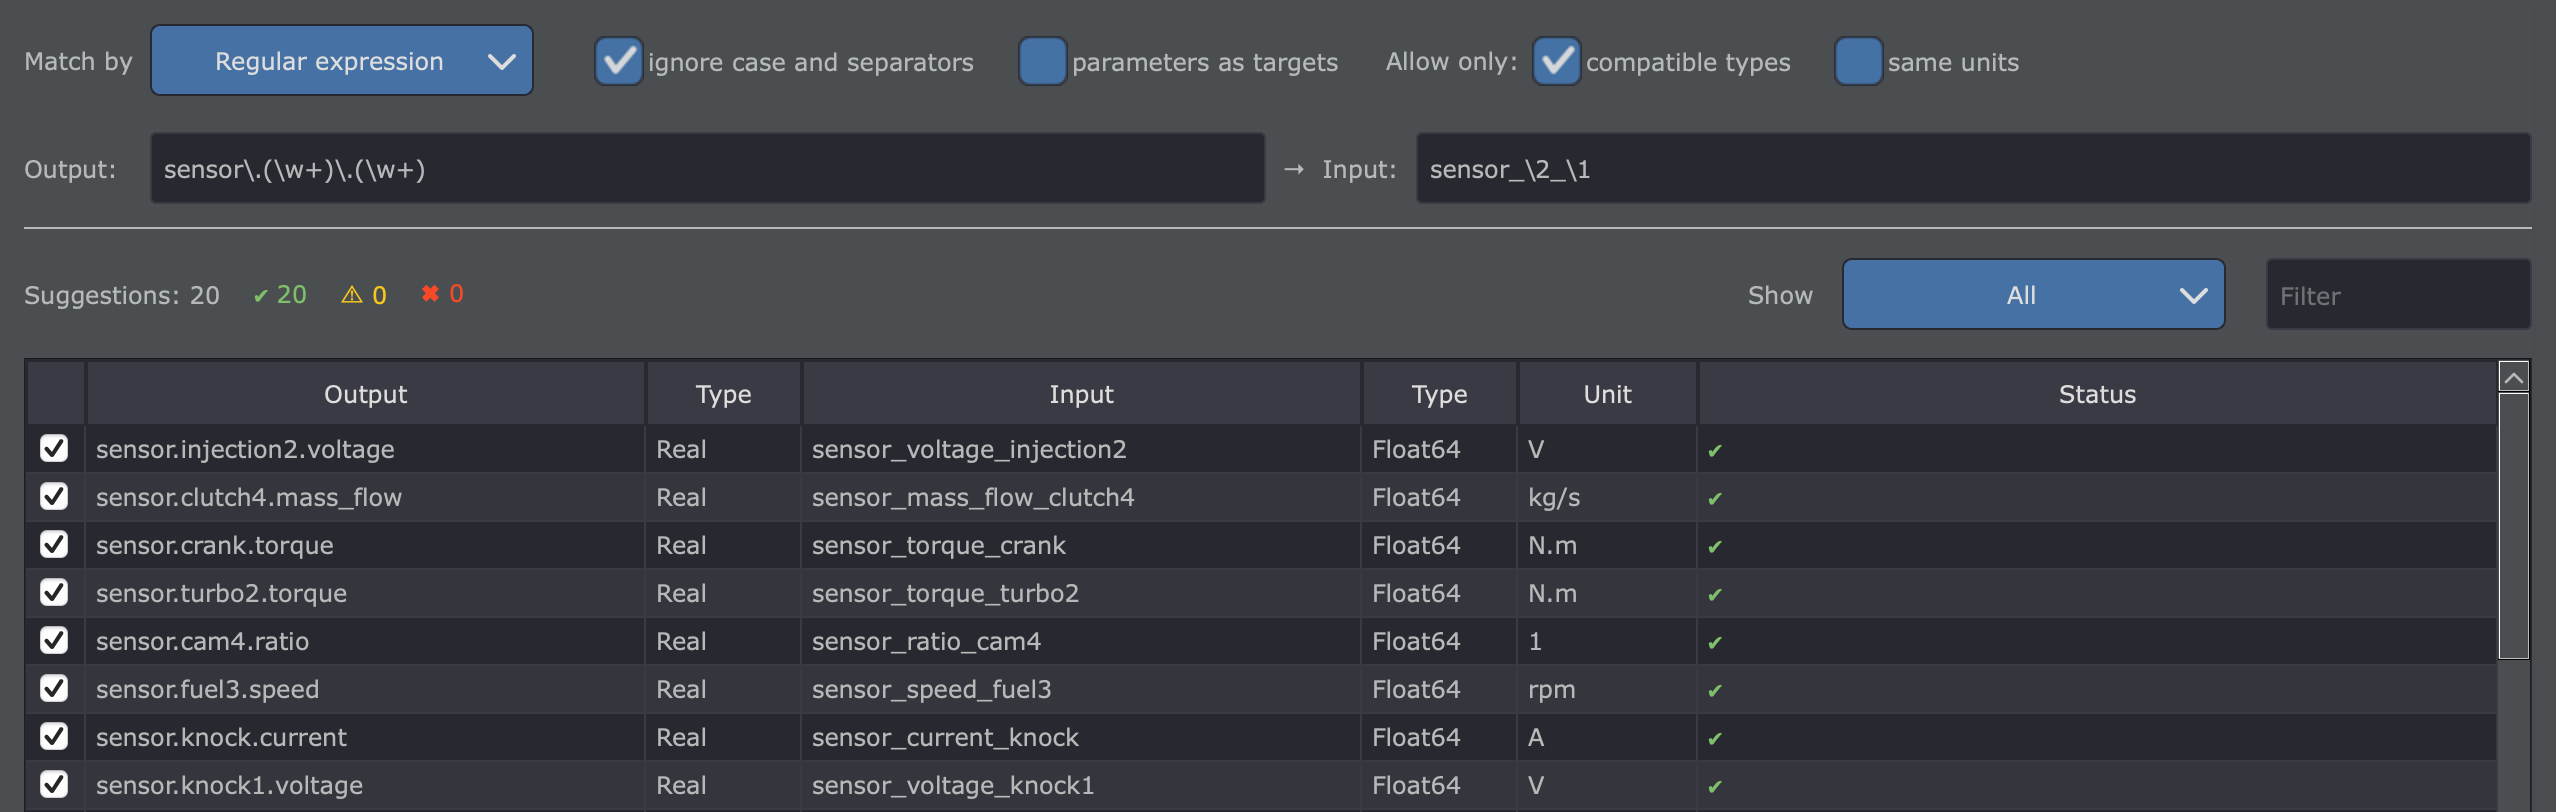 Match by Regular expression ignore case and separators parameters as targets Allow only: compatible types same units
Output: sensor\.(\w+)\.(\w+) → Input: sensor_\2_\1
Suggestions: 20 ✔ 20 ⚠ 0 ✖ 0 Show All Filter
Output Type Input Type Unit Status
sensor.injection2.voltage Real sensor_voltage_injection2 Float64 V ✔
sensor.clutch4.mass_flow Real sensor_mass_flow_clutch4 Float64 kg/s ✔
sensor.crank.torque Real sensor_torque_crank Float64 N.m ✔
sensor.turbo2.torque Real sensor_torque_turbo2 Float64 N.m ✔
sensor.cam4.ratio Real sensor_ratio_cam4 Float64 1 ✔
sensor.fuel3.speed Real sensor_speed_fuel3 Float64 rpm ✔
sensor.knock.current Real sensor_current_knock Float64 A ✔
sensor.knock1.voltage Real sensor_voltage_knock1 Float64 V ✔